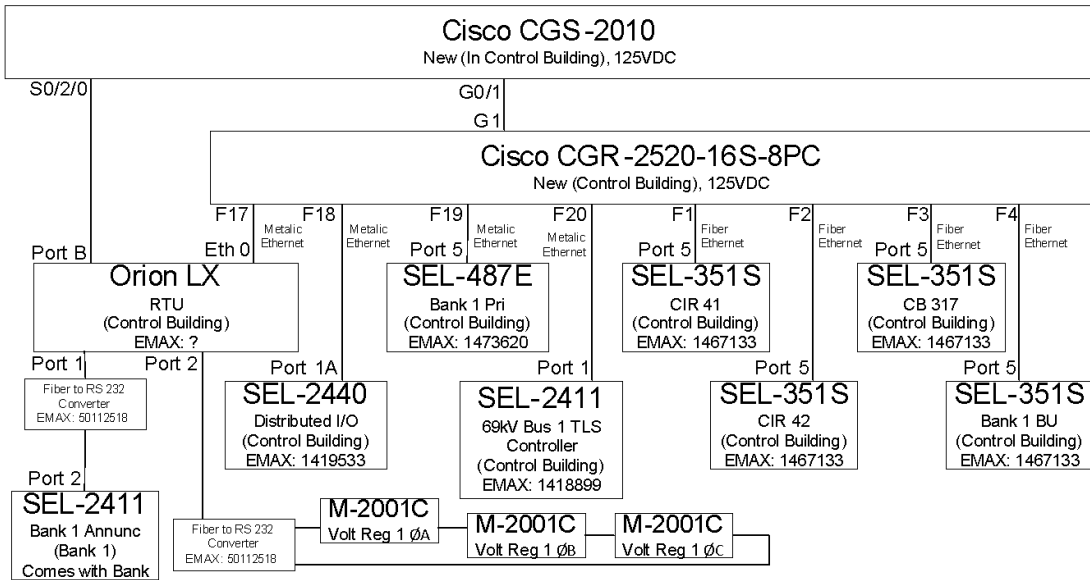 Cisco CGS-2010
New (In Control Building), 125VDC
S0/2/0
G0/1
G1
Cisco CGR-2520-16S-8PC
New (Control Building), 125VDC
F17
F18
F19
F20
F1
F2
F3
F4
Metalic
Ethernet
Metalic
Ethernet
Metalic
Ethernet
Metalic
Ethernet
Fiber
Ethernet
Fiber
Ethernet
Fiber
Ethernet
Fiber
Ethernet
Port B
Eth 0
Port 5
Port 5
Port 5
Orion LX
RTU
(Control Building)
EMAX: ?
SEL-487E
Bank 1 Pri
(Control Building)
EMAX: 1473620
SEL-351S
CIR 41
(Control Building)
EMAX: 1467133
SEL-351S
CB 317
(Control Building)
EMAX: 1467133
Port 1
Port 2
Port 1A
Port 1
Port 5
Port 5
Fiber to RS 232
Converter
EMAX: 50112518
SEL-2440
Distributed I/O
(Control Building)
EMAX: 1419533
SEL-2411
69kV Bus 1 TLS
Controller
(Control Building)
EMAX: 1418899
SEL-351S
CIR 42
(Control Building)
EMAX: 1467133
SEL-351S
Bank 1 BU
(Control Building)
EMAX: 1467133
Port 2
SEL-2411
Bank 1 Annunc
(Bank 1)
Comes with Bank
Fiber to RS 232
Converter
EMAX: 50112518
M-2001C
Volt Reg 1 ØA
M-2001C
Volt Reg 1 ØB
M-2001C
Volt Reg 1 ØC